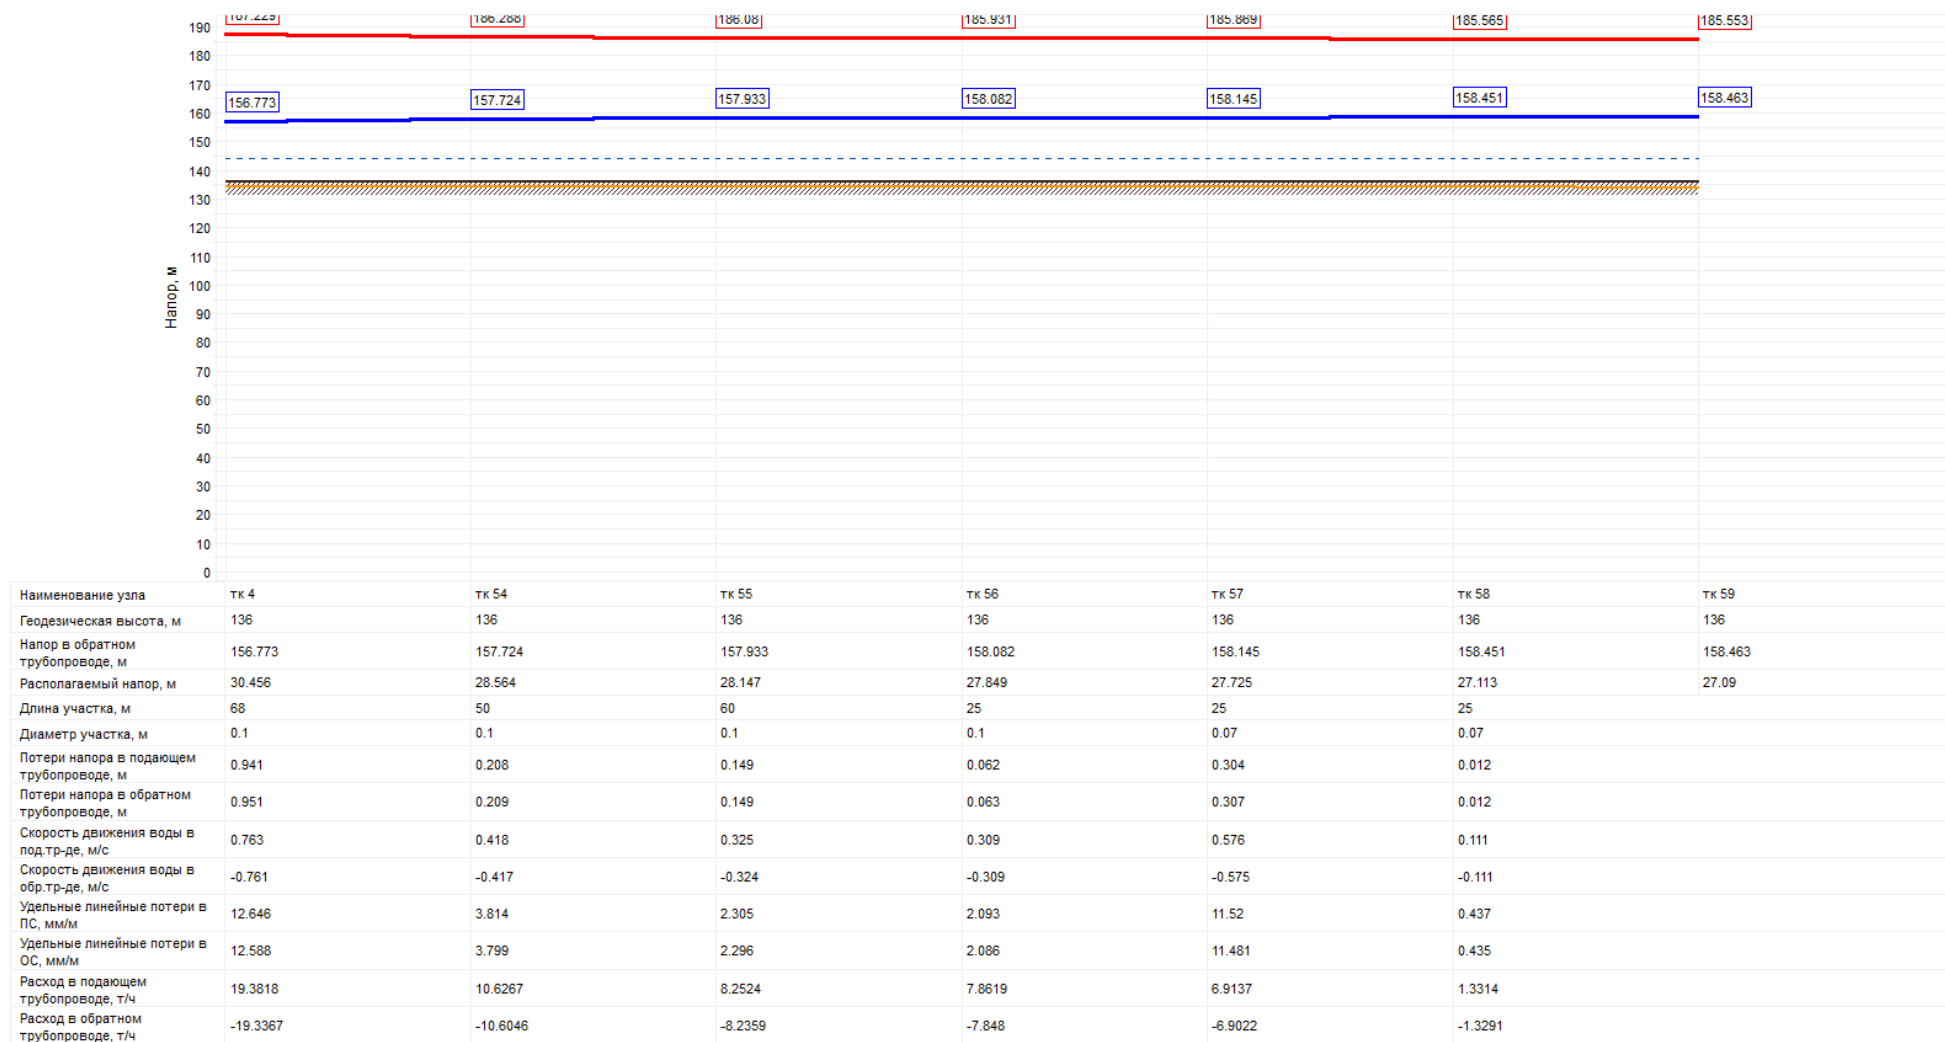 187.229 186.288 186.08 185.931 185.869 185.565 185.553
190
180
170
156.773 157.724 157.933 158.082 158.145 158.451 158.463
160
150
140
130
120
110
100
90
80
70
60
50
40
30
20
10
0
Напор, м
Наименование узла тк 4 тк 54 тк 55 тк 56 тк 57 тк 58 тк 59
Геодезическая высота, м 136 136 136 136 136 136 136
Напор в обратном
трубопроводе, м 156.773 157.724 157.933 158.082 158.145 158.451 158.463
Располагаемый напор, м 30.456 28.564 28.147 27.849 27.725 27.113 27.09
Длина участка, м 68 50 60 25 25 25
Диаметр участка, м 0.1 0.1 0.1 0.1 0.07 0.07
Потери напора в подающем
трубопроводе, м 0.941 0.208 0.149 0.062 0.304 0.012
Потери напора в обратном
трубопроводе, м 0.951 0.209 0.149 0.063 0.307 0.012
Скорость движения воды в
под.тр-де, м/с 0.763 0.418 0.325 0.309 0.576 0.111
Скорость движения воды в
обр.тр-де, м/с -0.761 -0.417 -0.324 -0.309 -0.575 -0.111
Удельные линейные потери в
ПС, мм/м 12.646 3.814 2.305 2.093 11.52 0.437
Удельные линейные потери в
ОС, мм/м 12.588 3.799 2.296 2.086 11.481 0.435
Расход в подающем
трубопроводе, т/ч 19.3818 10.6267 8.2524 7.8619 6.9137 1.3314
Расход в обратном
трубопроводе, т/ч -19.3367 -10.6046 -8.2359 -7.848 -6.9022 -1.3291